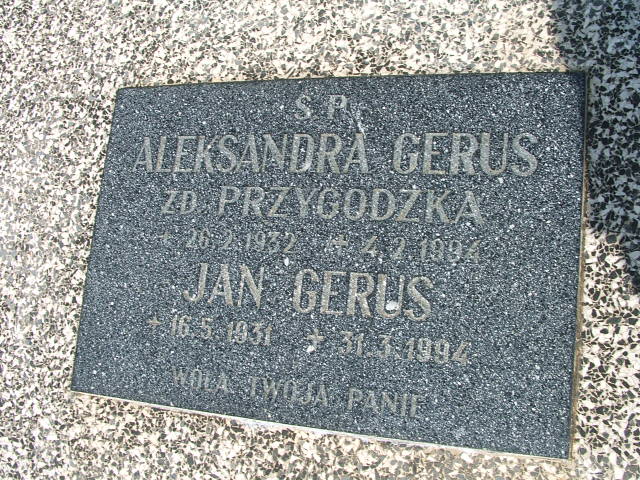 Ś.P.
ALEKSANDRA GERUS
ZD PRZYGODZKA
* 26.2.1932 + 4.2.1994
JAN GERUS
* 16.5.1931 + 31.3.1994
WOLA TWOJA PANIE